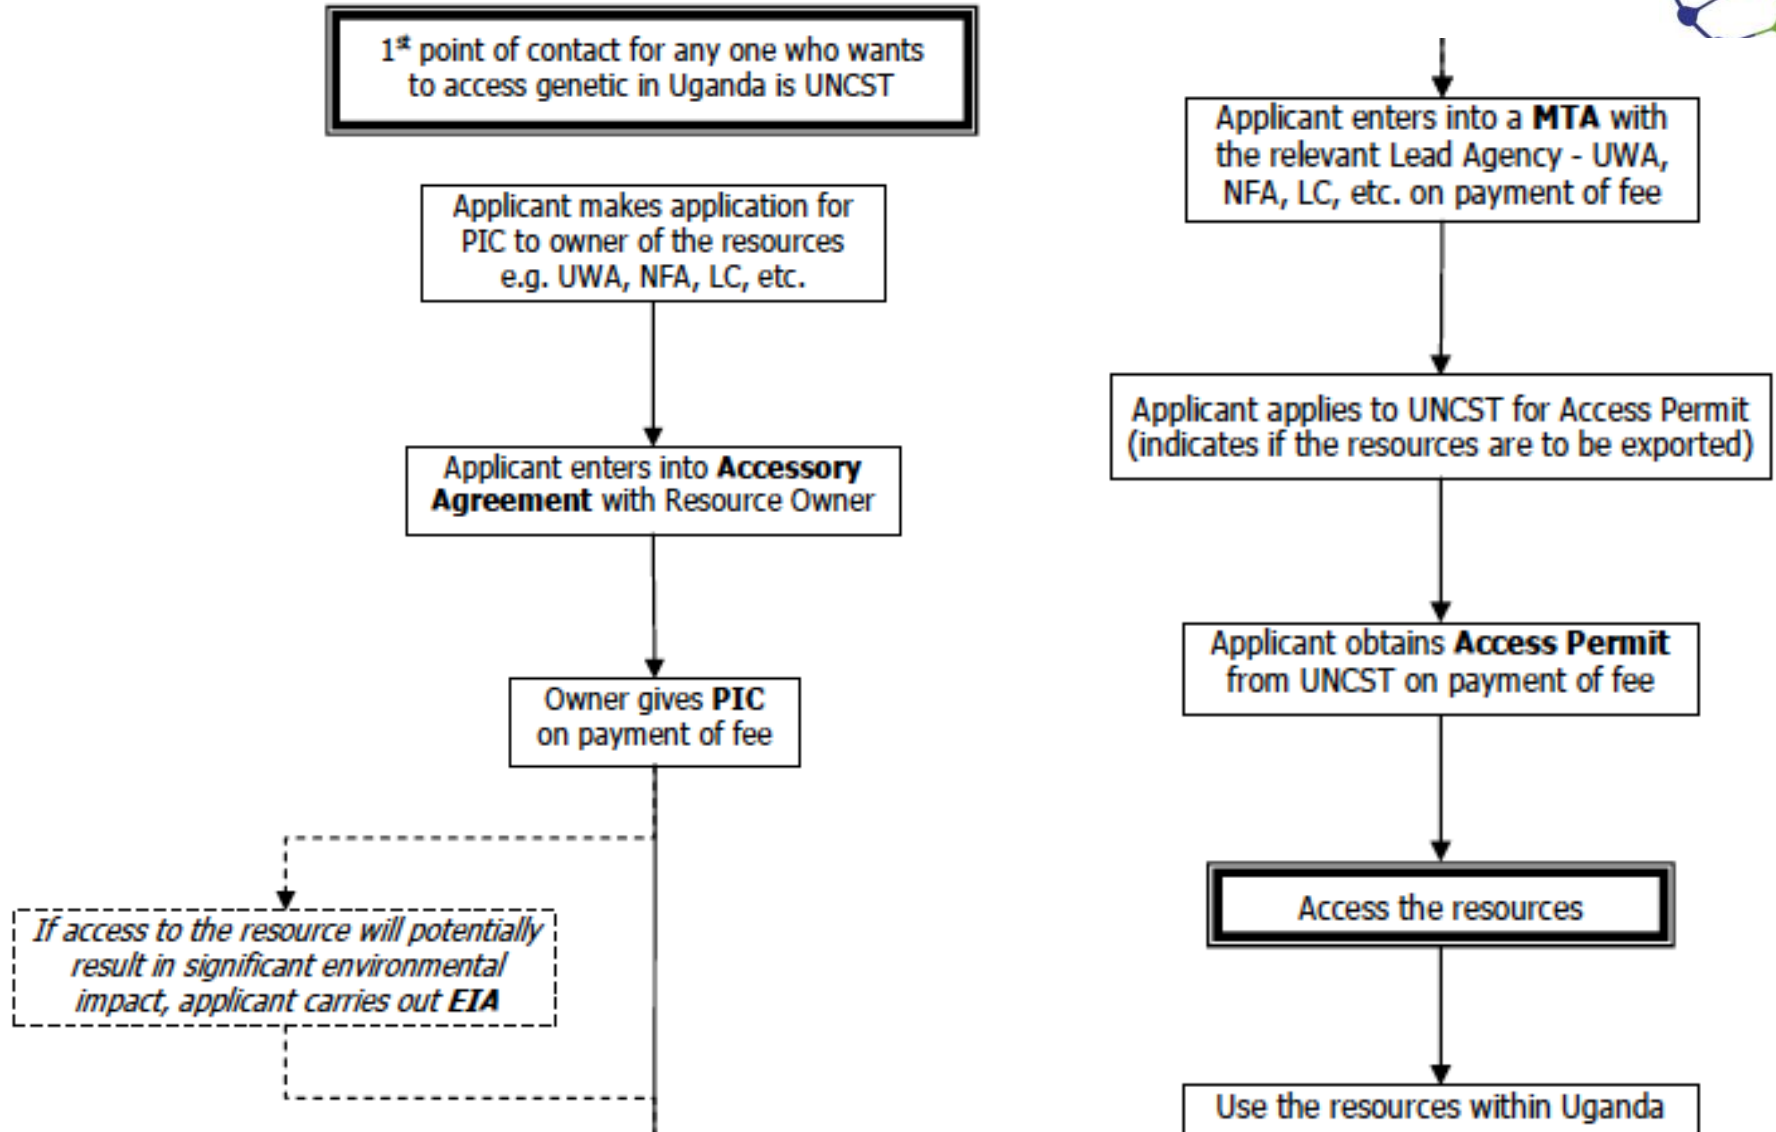 1st point of contact for any one who wants
to access genetic in Uganda is UNCST
Applicant makes application for
PIC to owner of the resources
e.g. UWA, NFA, LC, etc.
Applicant enters into Accessory
Agreement with Resource Owner
Owner gives PIC
on payment of fee
If access to the resource will potentially
result in significant environmental
impact, applicant carries out EIA
Applicant enters into a MTA with
the relevant Lead Agency - UWA,
NFA, LC, etc. on payment of fee
Applicant applies to UNCST for Access Permit
(indicates if the resources are to be exported)
Applicant obtains Access Permit
from UNCST on payment of fee
Access the resources
Use the resources within Uganda